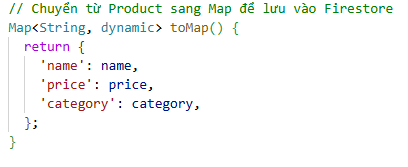 // Chuyển từ Product sang Map để lưu vào Firestore
Map<String, dynamic> toMap() {
  return {
    'name': name,
    'price': price,
    'category': category,
  };
}